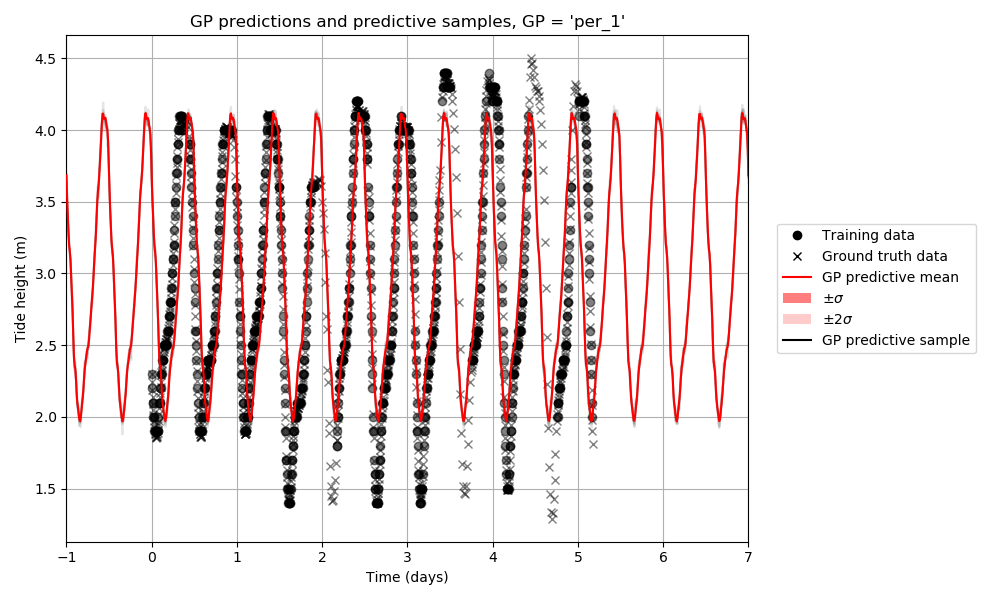 GP predictions and predictive samples, GP = 'per_1'
Tide height (m)
4.5
4.0
3.5
3.0
2.5
2.0
1.5
−1
0
1
2
3
4
5
6
7
Time (days)
Training data
Ground truth data
GP predictive mean
±σ
±2σ
GP predictive sample